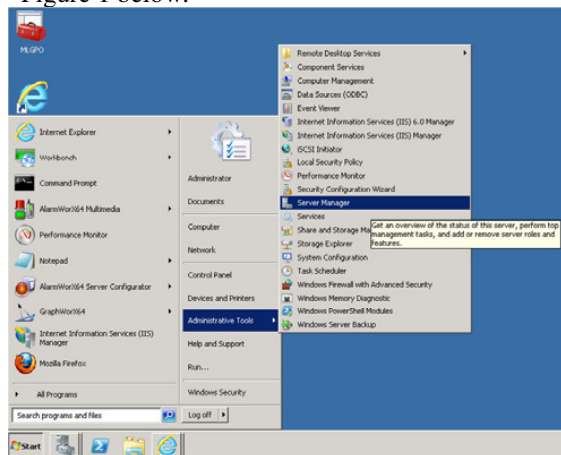 Figure 1 below.
MLGPO
Internet Explorer
Workbench
Command Prompt
AlarmWorX64 Multimedia
Performance Monitor
Notepad
AlarmWorX64 Server Configurator
GraphWorX64
Internet Information Services (IIS)
Manager
Mozilla Firefox
All Programs
Search programs and files
Administrator
Documents
Computer
Network
Control Panel
Devices and Printers
Administrative Tools
Help and Support
Run...
Windows Security
Log off
Remote Desktop Services
Component Services
Computer Management
Data Sources (ODBC)
Event Viewer
Internet Information Services (IIS) 6.0 Manager
Internet Information Services (IIS) Manager
iSCSI Initiator
Local Security Policy
Performance Monitor
Security Configuration Wizard
Server Manager
Services
Share and Storage Ma
Storage Explorer
System Configuration
Task Scheduler
Windows Firewall with Advanced Security
Windows Memory Diagnostic
Windows PowerShell Modules
Windows Server Backup
Get an overview of the status of this server, perform top
management tasks, and add or remove server roles and
features.
Start